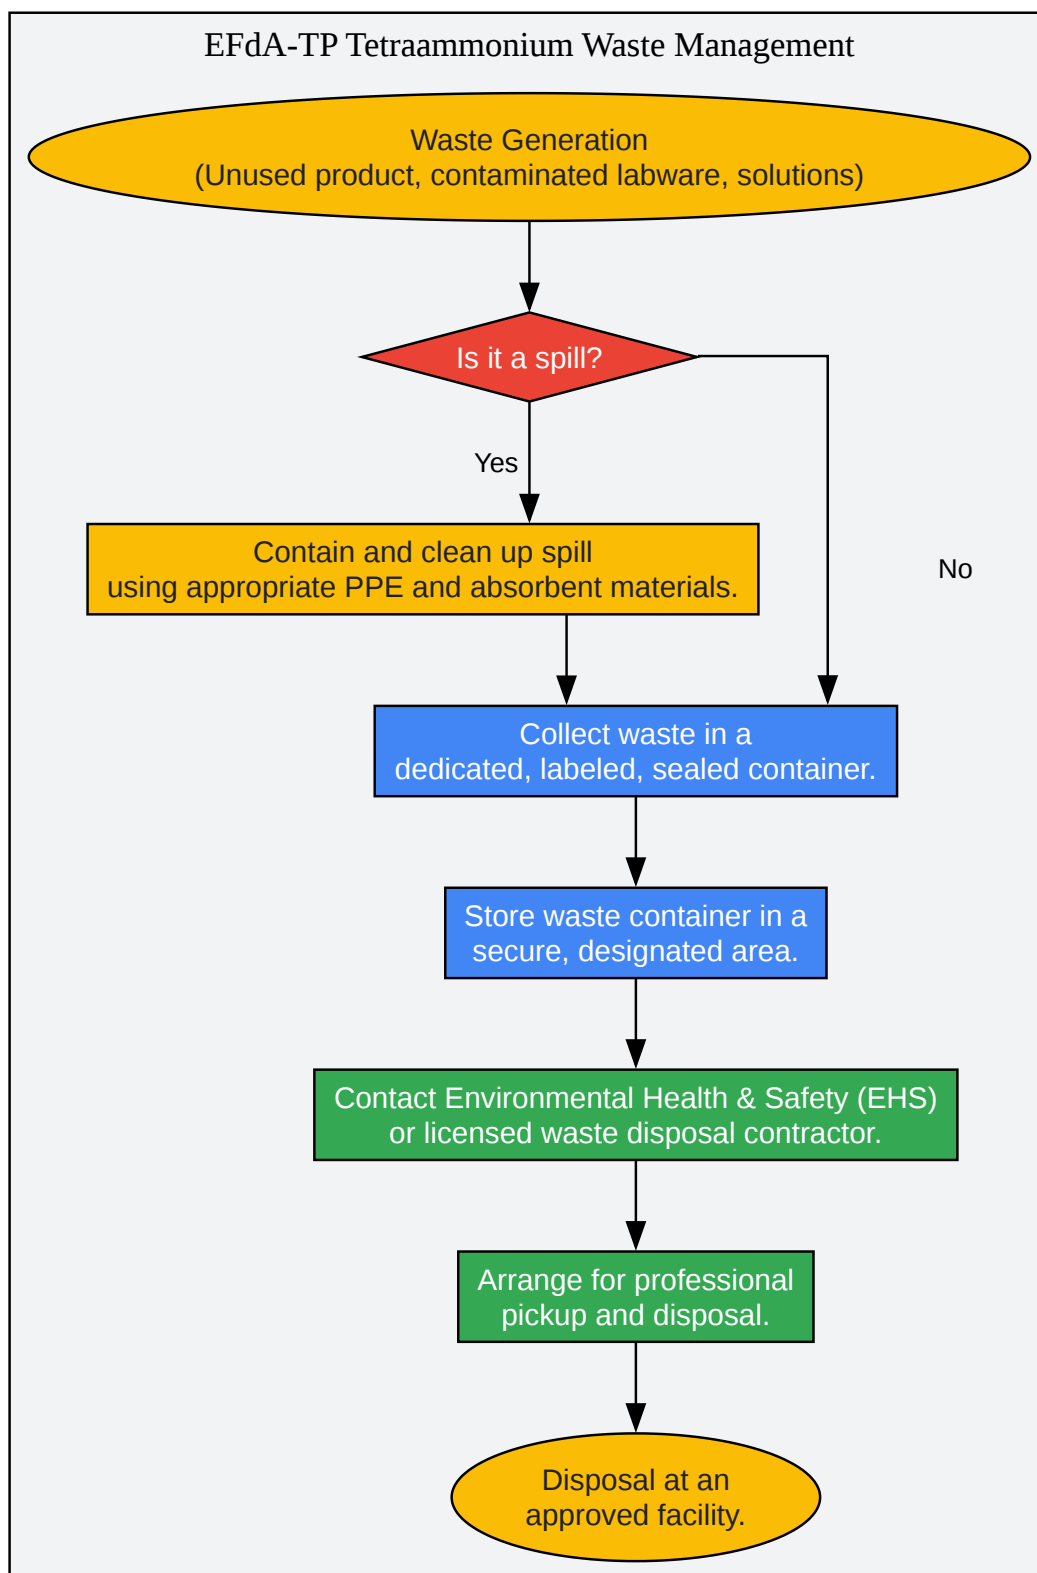 EFdA-TP Tetraammonium Waste Management
Waste Generation
(Unused product, contaminated labware, solutions)
Is it a spill?
Yes
Contain and clean up spill
using appropriate PPE and absorbent materials.
No
Collect waste in a
dedicated, labeled, sealed container.
Store waste container in a
secure, designated area.
Contact Environmental Health & Safety (EHS)
or licensed waste disposal contractor.
Arrange for professional
pickup and disposal.
Disposal at an
approved facility.